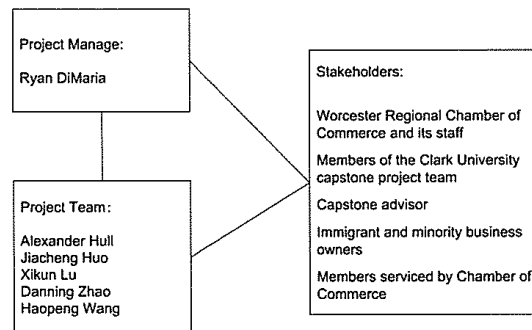 Project Manage:
Ryan DiMaria
Project Team:
Alexander Hull
Jiacheng Huo
Xikun Lu
Danning Zhao
Haopeng Wang
Stakeholders:
Worcester Regional Chamber of
Commerce and its staff
Members of the Clark University
capstone project team
Capstone advisor
Immigrant and minority business
owners
Members serviced by Chamber of
Commerce